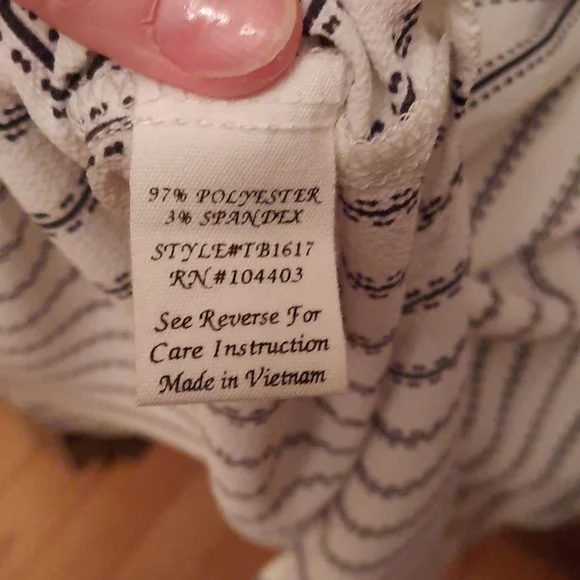 97% POLYESTER
3% SPANDEX
STYLE#TB1617
RN#104403
See Reverse For
Care Instruction
Made in Vietnam